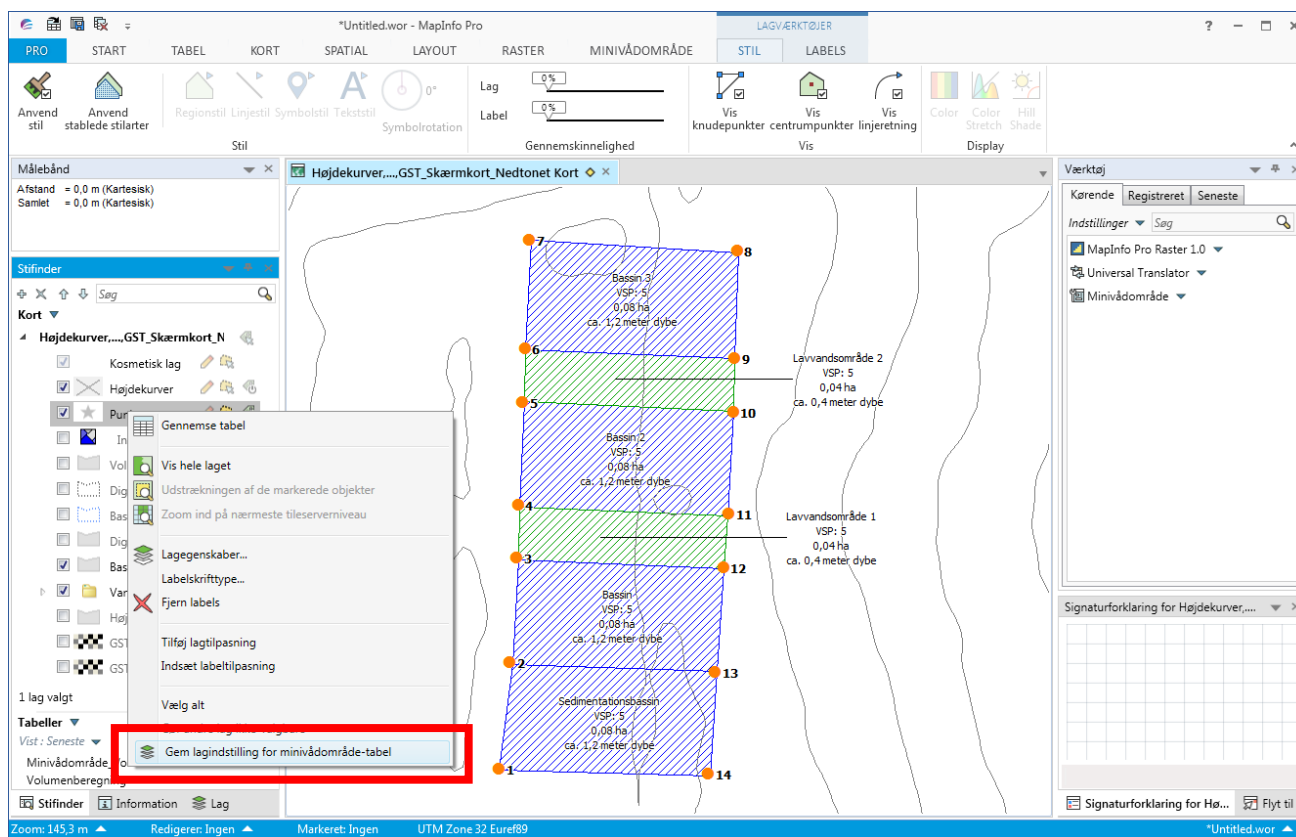 *Untitled.wor - MapInfo Pro
LAGVÆRKTØJER
PRO START TABEL KORT SPATIAL LAYOUT RASTER MINIVÅDOMRÅDE STIL LABELS
Anvend stil
Anvend stablede stilarter
Regionstil Linjestil Symbolstil Tekststil
0°
Symbolrotation
Stil
Lag 0%
Label 0%
Gennemskinnelighed
Vis knudepunkter
Vis centrumpunkter
Vis linjeretning
Vis
Color
Color Stretch
Hill Shade
Display
Målebånd
Afstand = 0,0 m (Kartesisk)
Samlet = 0,0 m (Kartesisk)
Stifinder
Søg
Kort
Højdekurver,...,GST_Skærmkort_N
Kosmetisk lag
Højdekurver
Vol
Dig
Bas
Dig
Bas
Var
Høj
GST
GST
1 lag valgt
Tabeller
Vist : Seneste
Minivådområde
Volumenberegning
Stifinder Information Lag
Gennemse tabel
Vis hele laget
Udstrækningen af de markerede objekter
Zoom ind på nærmeste tileserverniveau
Lagegenskaber...
Labelskrifttype...
Fjern labels
Tilføj lagtilpasning
Indsæt labeltilpasning
Vælg alt
Gem lagindstilling for minivådområde-tabel
Højdekurver,...,GST_Skærmkort_Nedtonet Kort
7
8
Bassin 3
VSP: 5
0,08 ha
ca. 1,2 meter dybe
6
9
Lavvandsområde 2
VSP: 5
0,04 ha
ca. 0,4 meter dybe
5
10
Bassin 2
VSP: 5
0,08 ha
ca. 1,2 meter dybe
4
11
Lavvandsområde 1
VSP: 5
0,04 ha
ca. 0,4 meter dybe
3
12
Bassin
VSP: 5
0,08 ha
ca. 1,2 meter dybe
2
13
Sedimentationsbassin
VSP: 5
0,08 ha
ca. 1,2 meter dybe
1
14
Værktøj
Kørende Registreret Seneste
Indstillinger Søg
MapInfo Pro Raster 1.0
Universal Translator
Minivådområde
Signaturforklaring for Højdekurver,....
Signaturforklaring for Hø... Flyt til
Zoom: 145,3 m Redigerer: Ingen Markeret: Ingen UTM Zone 32 Euref89 *Untitled.wor